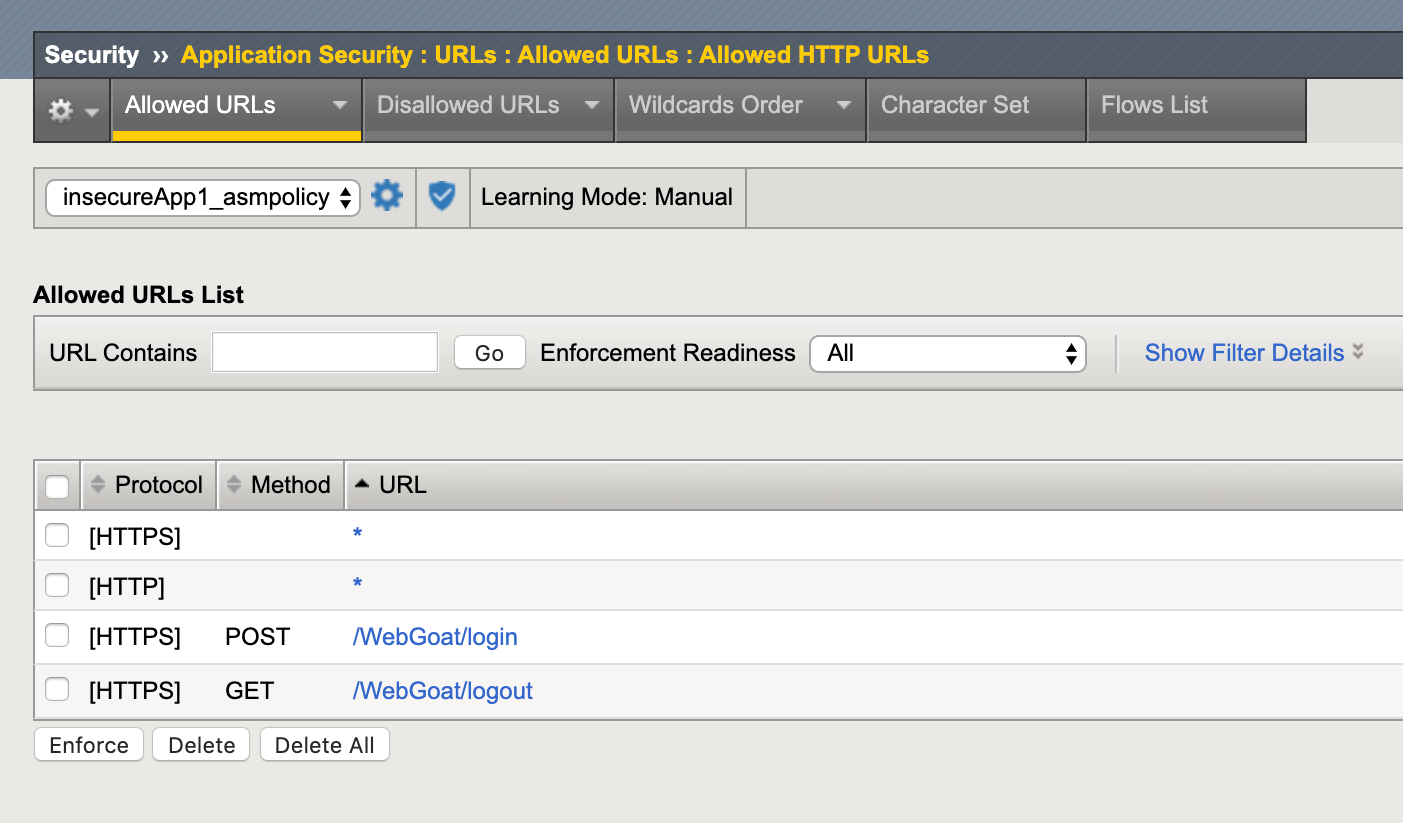 Security » Application Security : URLs : Allowed URLs : Allowed HTTP URLs
Allowed URLs Disallowed URLs Wildcards Order Character Set Flows List
insecureApp1_asmpolicy Learning Mode: Manual
Allowed URLs List
URL Contains Go Enforcement Readiness All Show Filter Details
Protocol Method URL
[HTTPS] *
[HTTP] *
[HTTPS] POST /WebGoat/login
[HTTPS] GET /WebGoat/logout
Enforce Delete Delete All